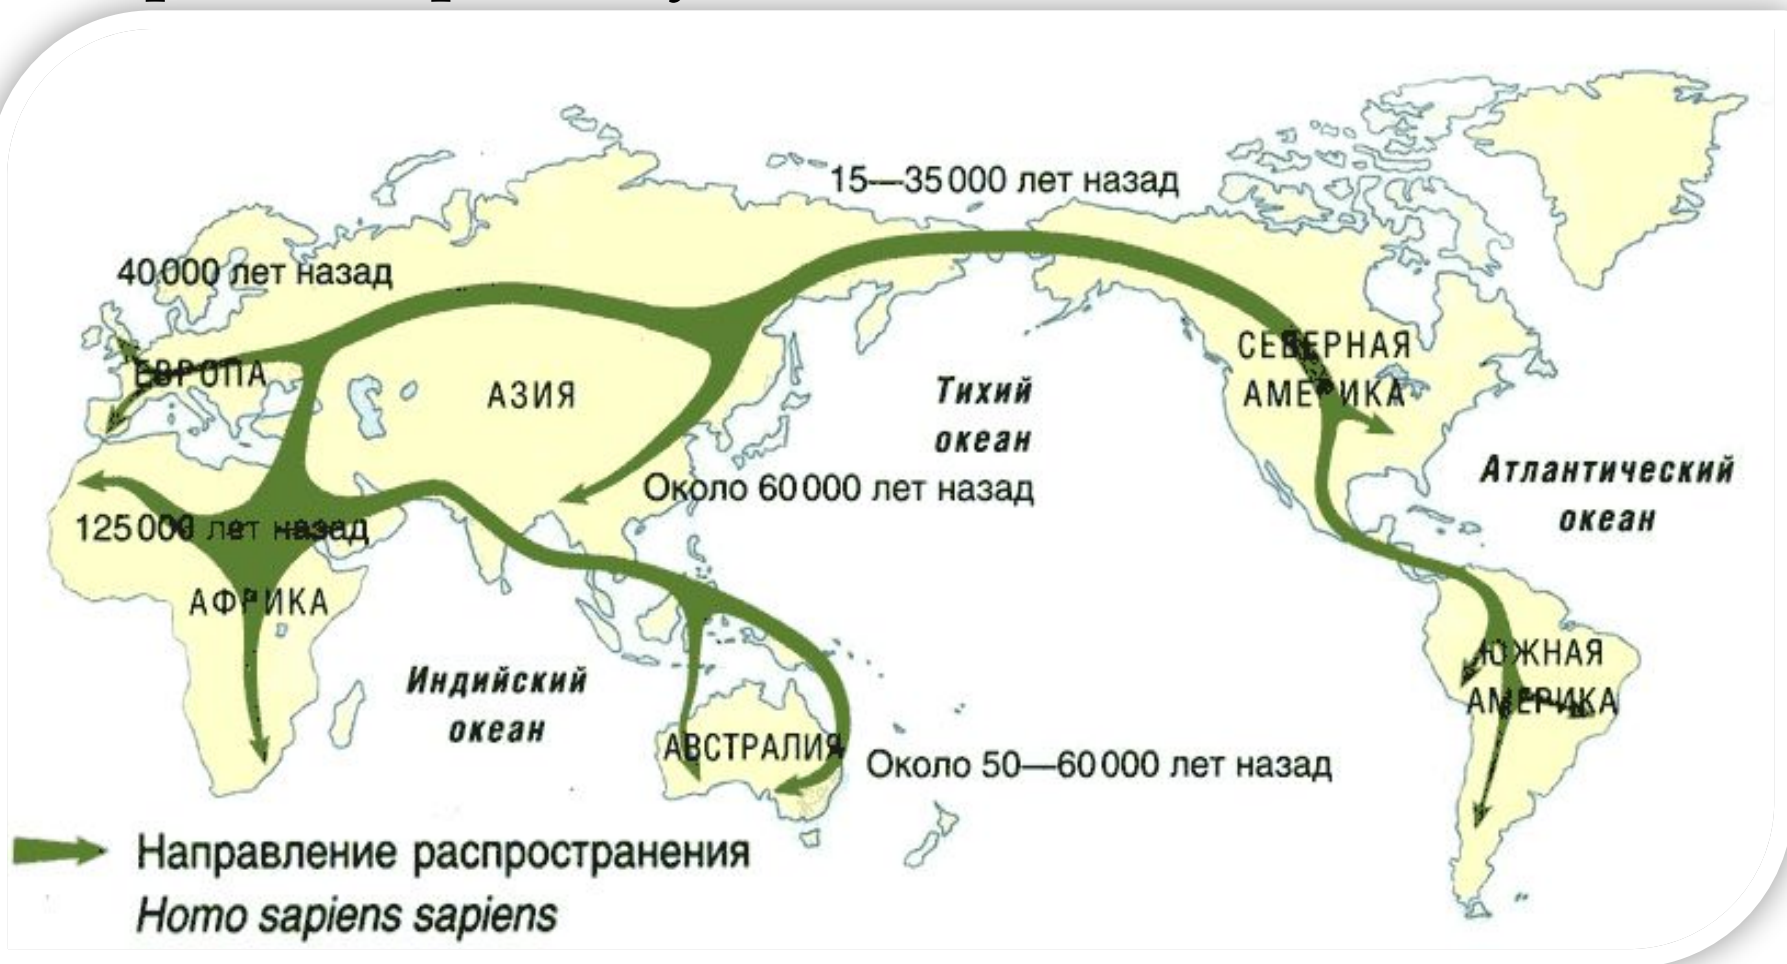 15—35 000 лет назад
40 000 лет назад
ЕВРОПА
АЗИЯ
СЕВЕРНАЯ
АМЕРИКА
Тихий
океан
Атлантический
океан
Около 60 000 лет назад
125 000 лет назад
АФРИКА
Индийский
океан
ЮЖНАЯ
АМЕРИКА
АВСТРАЛИЯ
Около 50—60 000 лет назад
Направление распространения
Homo sapiens sapiens